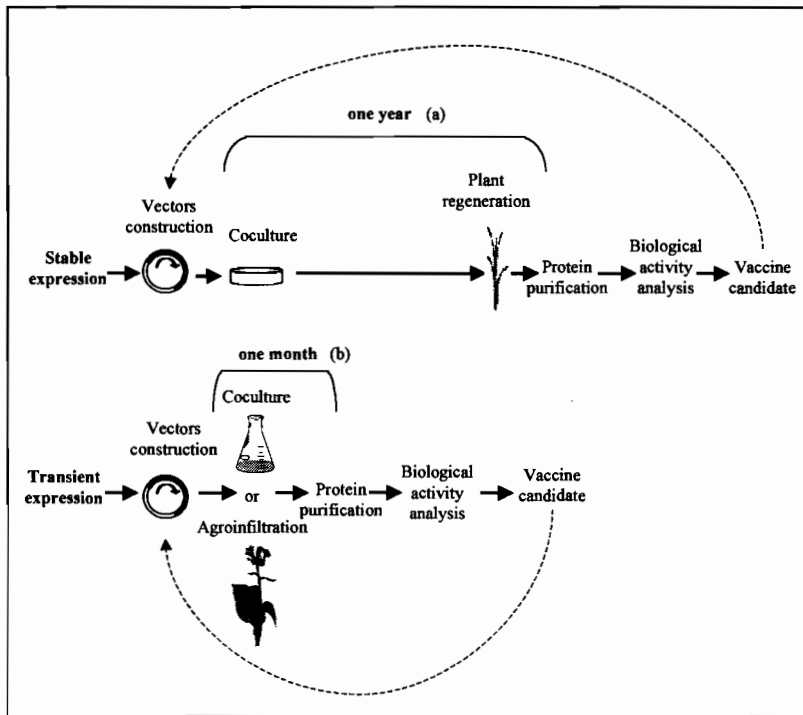 one year (a)
Plant
regeneration
Vectors
construction
Coculture
Stable
expression
Protein
purification
Biological
activity
analysis
Vaccine
candidate
one month (b)
Coculture
Vectors
construction
Transient
expression
or
Agroinfiltration
Protein
purification
Biological
activity
analysis
Vaccine
candidate